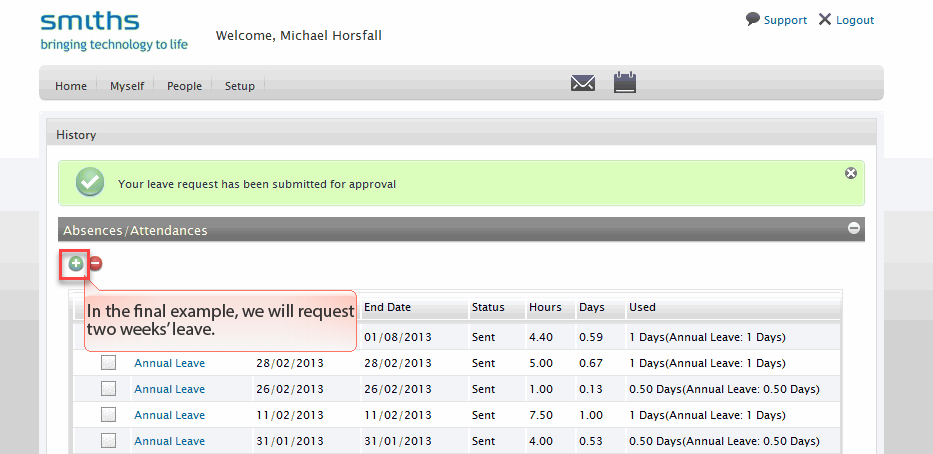 smiths
bringing technology to life
Welcome, Michael Horsfall
Support Logout
Home Myself People Setup
History
Your leave request has been submitted for approval
Absences/Attendances
In the final example, we will request
two weeks’ leave.
End Date Status Hours Days Used
01/08/2013 Sent 4.40 0.59 1 Days(Annual Leave: 1 Days)
Annual Leave 28/02/2013 28/02/2013 Sent 5.00 0.67 1 Days(Annual Leave: 1 Days)
Annual Leave 26/02/2013 26/02/2013 Sent 1.00 0.13 0.50 Days(Annual Leave: 0.50 Days)
Annual Leave 11/02/2013 11/02/2013 Sent 7.50 1.00 1 Days(Annual Leave: 1 Days)
Annual Leave 31/01/2013 31/01/2013 Sent 4.00 0.53 0.50 Days(Annual Leave: 0.50 Days)